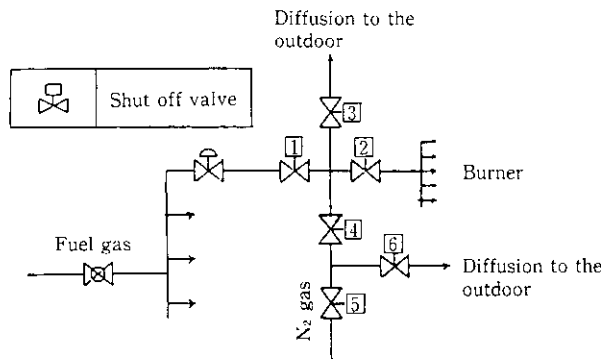 Diffusion to the
outdoor
Shut off valve
3
1
2
Burner
4
Fuel gas
6
Diffusion to the
outdoor
N₂ gas
5